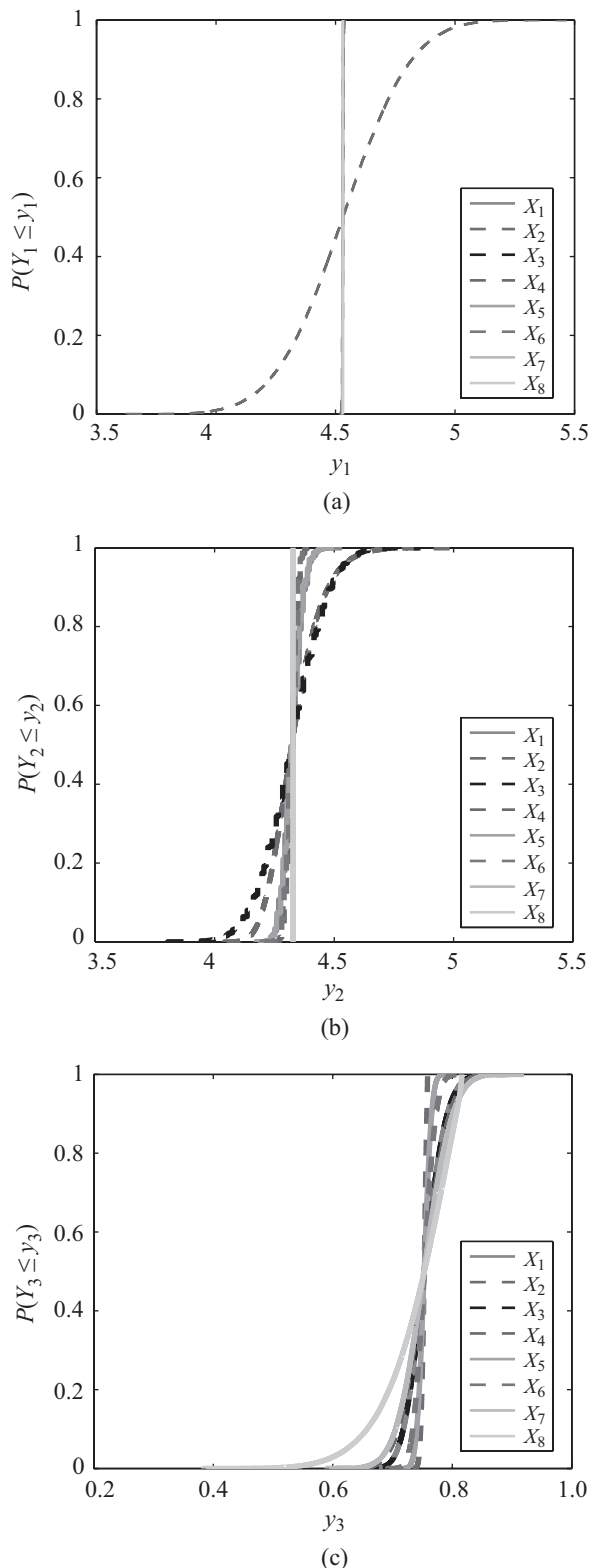 1
0.8
0.6
0.4
0.2
0
P(Y₁ ≤ y₁)
X₁
X₂
X₃
X₄
X₅
X₆
X₇
X₈
3.5 4 4.5 5 5.5
y₁
(a)
1
0.8
0.6
0.4
0.2
0
P(Y₂ ≤ y₂)
X₁
X₂
X₃
X₄
X₅
X₆
X₇
X₈
3.5 4 4.5 5 5.5
y₂
(b)
1
0.8
0.6
0.4
0.2
0
P(Y₃ ≤ y₃)
X₁
X₂
X₃
X₄
X₅
X₆
X₇
X₈
0.2 0.4 0.6 0.8 1.0
y₃
(c)